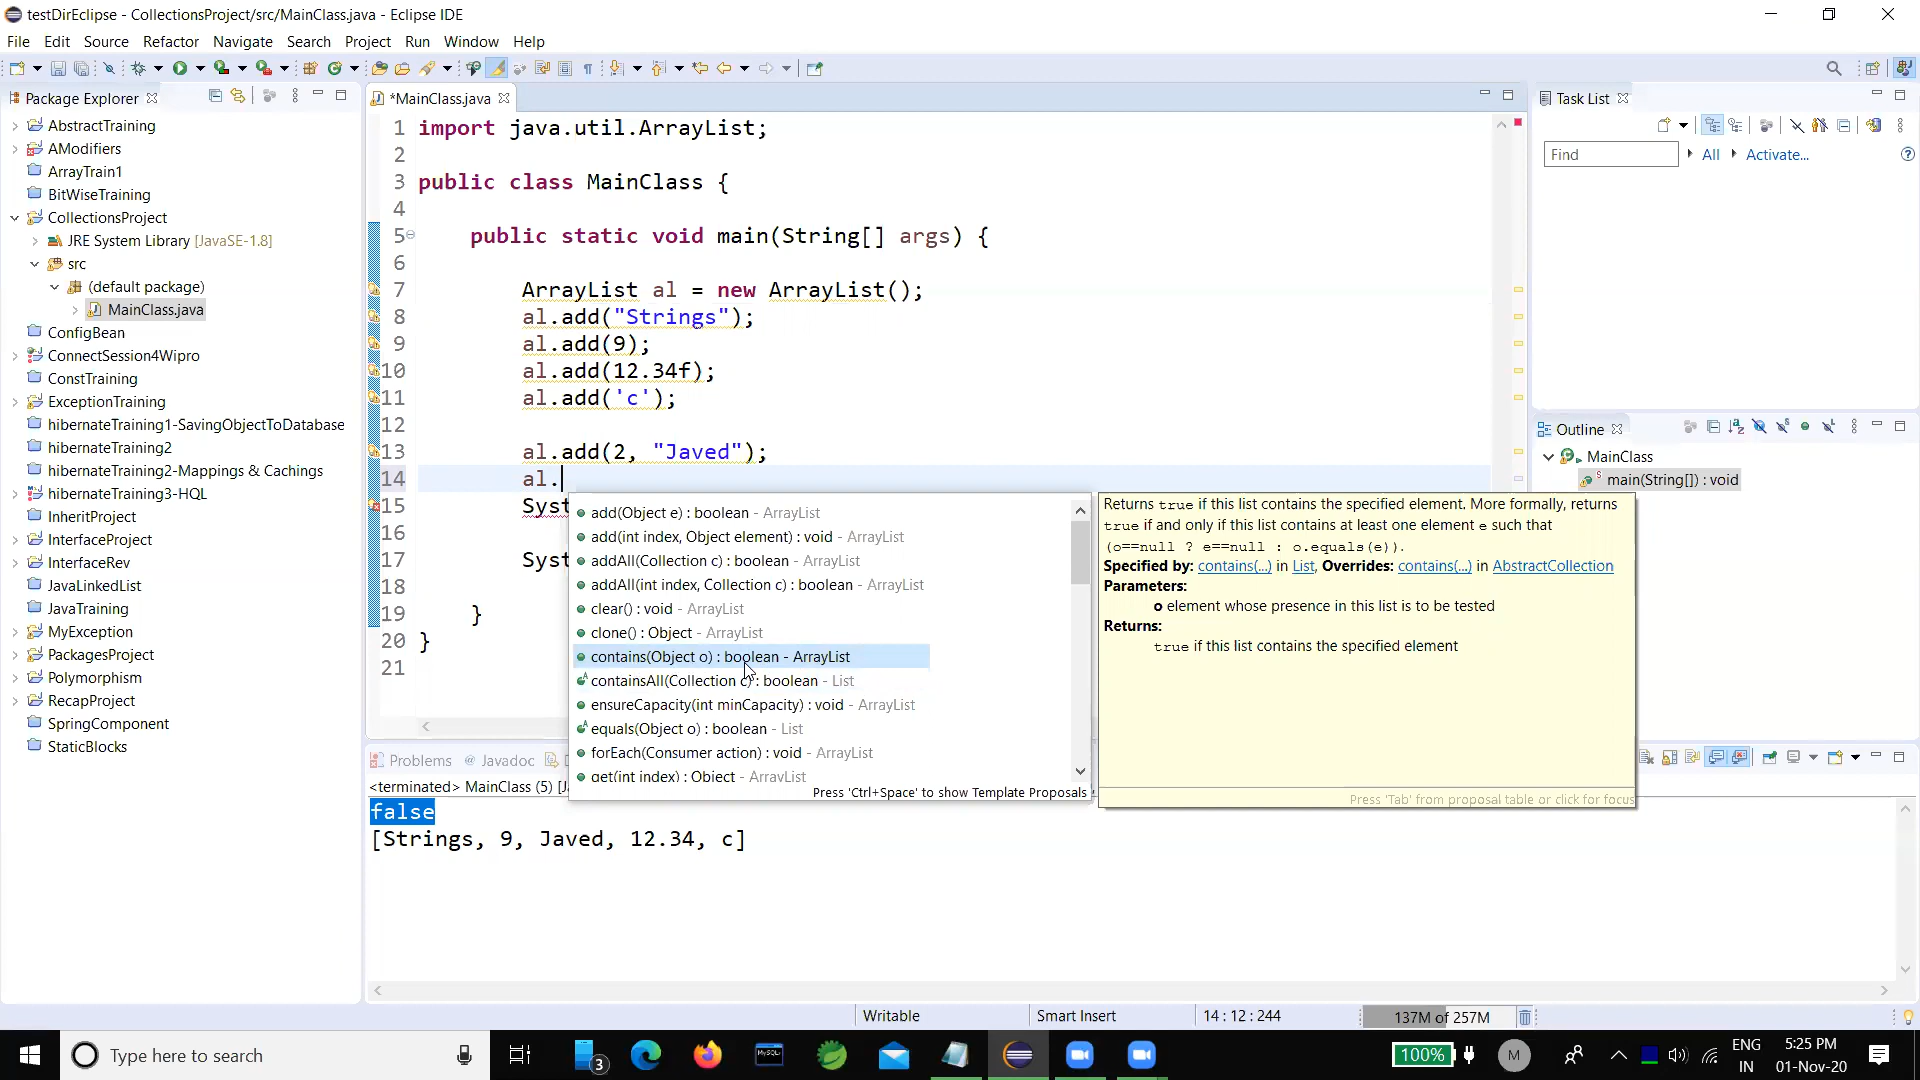 testDirEclipse - CollectionsProject/src/MainClass.java - Eclipse IDE
File Edit Source Refactor Navigate Search Project Run Window Help
Package Explorer
AbstractTraining
AModifiers
ArrayTrain1
BitWiseTraining
CollectionsProject
JRE System Library [JavaSE-1.8]
src
(default package)
MainClass.java
ConfigBean
ConnectSession4Wipro
ConstTraining
ExceptionTraining
hibernateTraining1-SavingObjectToDatabase
hibernateTraining2
hibernateTraining2-Mappings & Cachings
hibernateTraining3-HQL
InheritProject
InterfaceProject
InterfaceRev
JavaLinkedList
JavaTraining
MyException
PackagesProject
Polymorphism
RecapProject
SpringComponent
StaticBlocks
*MainClass.java
1 import java.util.ArrayList;
2
3 public class MainClass {
4
5 public static void main(String[] args) {
6
7 ArrayList al = new ArrayList();
8 al.add("Strings");
9 al.add(9);
10 al.add(12.34f);
11 al.add('c');
12
13 al.add(2, "Javed");
14 al.
15 Syst
16
17 Syst
18
19 }
20 }
21
add(Object e) : boolean - ArrayList
add(int index, Object element) : void - ArrayList
addAll(Collection c) : boolean - ArrayList
addAll(int index, Collection c) : boolean - ArrayList
clear() : void - ArrayList
clone() : Object - ArrayList
contains(Object o) : boolean - ArrayList
containsAll(Collection c) : boolean - List
ensureCapacity(int minCapacity) : void - ArrayList
equals(Object o) : boolean - List
forEach(Consumer action) : void - ArrayList
get(int index) : Object - ArrayList
Press 'Ctrl+Space' to show Template Proposals
Returns true if this list contains the specified element. More formally, returns
true if and only if this list contains at least one element e such that
(o==null ? e==null : o.equals(e)).
Specified by: contains(...) in List, Overrides: contains(...) in AbstractCollection
Parameters:
o element whose presence in this list is to be tested
Returns:
true if this list contains the specified element
Press 'Tab' from proposal table or click for focus
Task List
Find
All
Activate...
Outline
MainClass
main(String[]) : void
Problems
@ Javadoc
<terminated> MainClass (5) [J
false
[Strings, 9, Javed, 12.34, c]
Writable
Smart Insert
14 : 12 : 244
137M of 257M
Type here to search
3
MySQL
100%
M
ENG
IN
5:25 PM
01-Nov-20